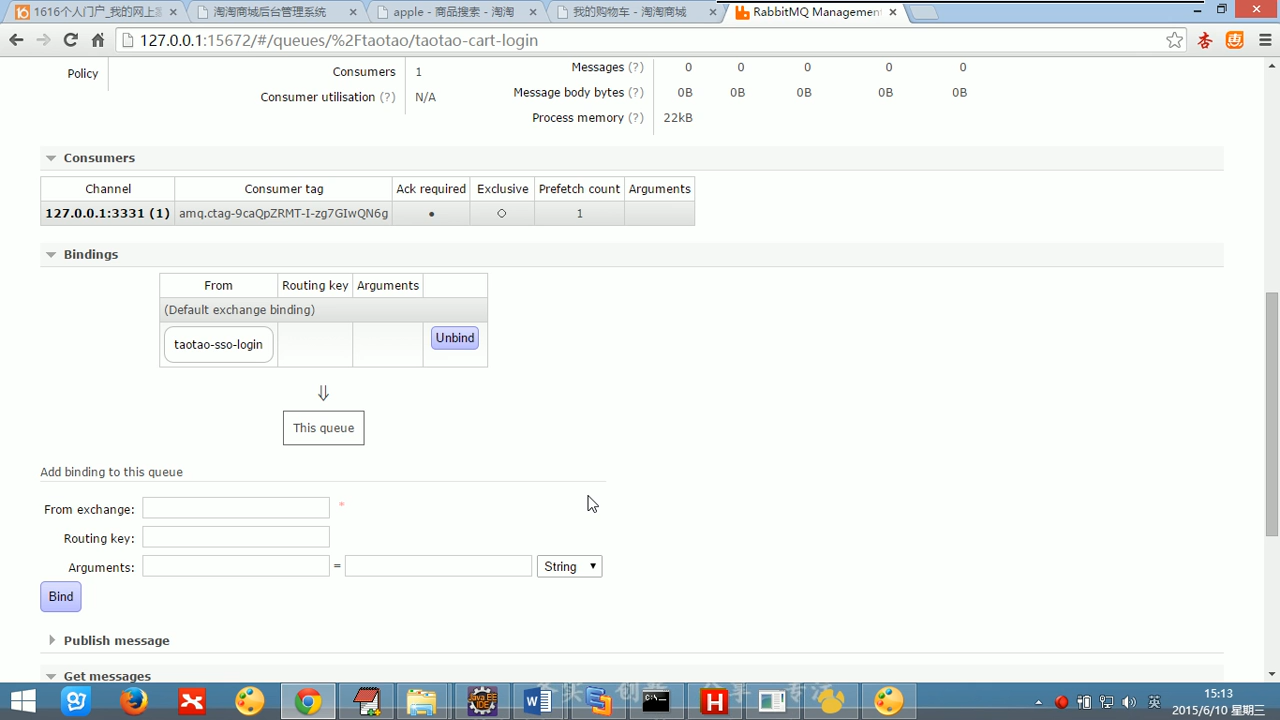 1616个人门户_我的网上 淘淘商城后台管理系统 apple - 商品搜索 - 淘淘 我的购物车 - 淘淘商城 RabbitMQ Management
127.0.0.1:15672/#/queues/%2Ftaotao/taotao-cart-login
Policy Consumers 1 Messages (?) 0 0 0 0 0
Consumer utilisation (?) N/A Message body bytes (?) 0B 0B 0B 0B 0B
Process memory (?) 22kB
Consumers
Channel Consumer tag Ack required Exclusive Prefetch count Arguments
127.0.0.1:3331 (1) amq.ctag-9caQpZRMT-I-zg7GIwQN6g ● ○ 1
Bindings
From Routing key Arguments
(Default exchange binding)
taotao-sso-login Unbind
⇓
This queue
Add binding to this queue
From exchange: *
Routing key:
Arguments: = String
Bind
Publish message
Get messages
英 15:13
2015/6/10 星期三